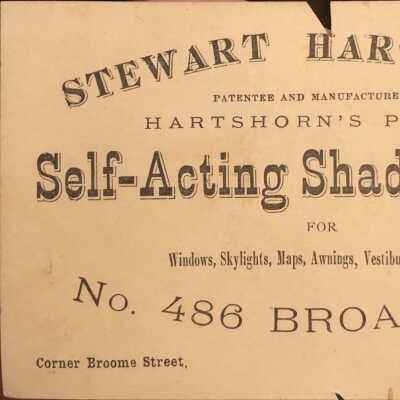 STEWART HAR
PATENTEE AND MANUFACTURE
HARTSHORN'S P
Self-Acting Shad
FOR
Windows, Skylights, Maps, Awnings, Vestibu
No. 486 BROA
Corner Broome Street,